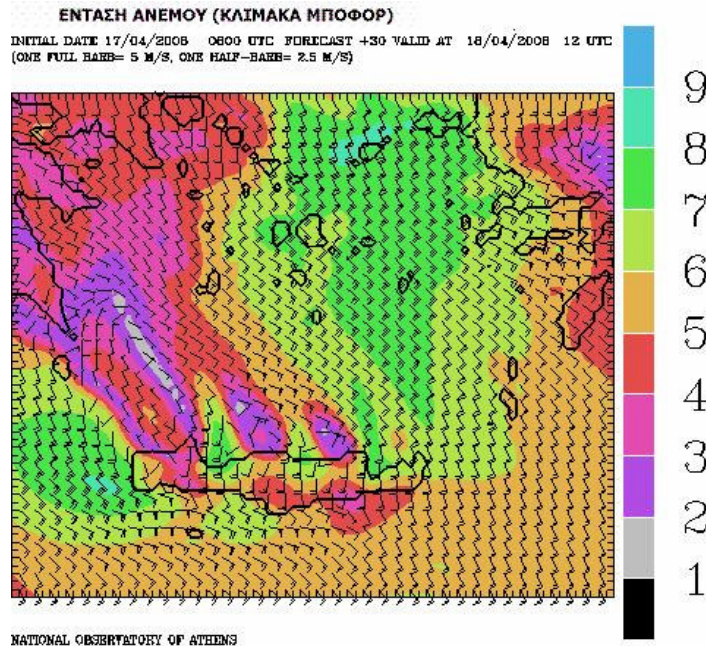 ΕΝΤΑΣΗ ΑΝΕΜΟΥ (ΚΛΙΜΑΚΑ ΜΠΟΦΟΡ)
INITIAL DATE 17/04/2008 0600 UTC FORECAST +30 VALID AT 18/04/2008 12 UTC
(ONE FULL BARB= 5 M/S, ONE HALF-BARB= 2.5 M/S)
9
8
7
6
5
4
3
2
1
NATIONAL OBSERVATORY OF ATHENS